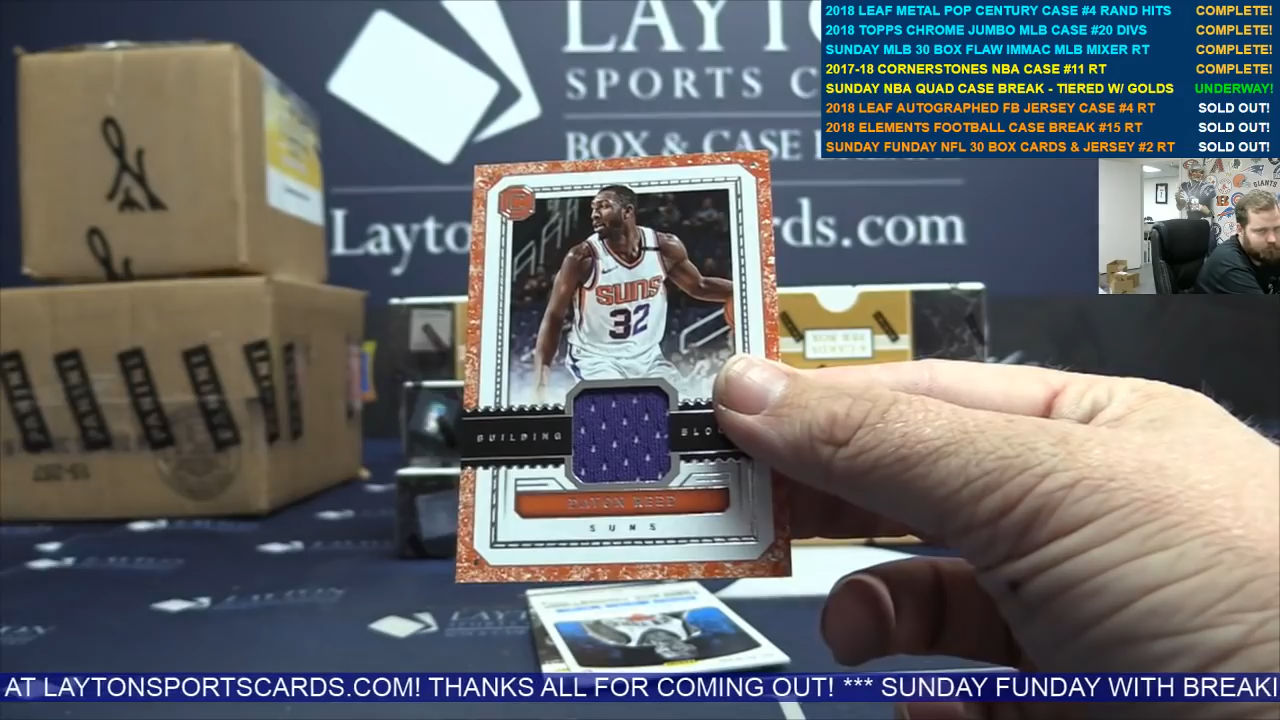 LAYTON
SPORTS C
BOX & CASE
Layto
ds.com
2018 LEAF METAL POP CENTURY CASE #4 RAND HITS COMPLETE!
2018 TOPPS CHROME JUMBO MLB CASE #20 DIVS COMPLETE!
SUNDAY MLB 30 BOX FLAW IMMAC MLB MIXER RT COMPLETE!
2017-18 CORNERSTONES NBA CASE #11 RT COMPLETE!
SUNDAY NBA QUAD CASE BREAK - TIERED W/ GOLDS UNDERWAY!
2018 LEAF AUTOGRAPHED FB JERSEY CASE #4 RT SOLD OUT!
2018 ELEMENTS FOOTBALL CASE BREAK #15 RT SOLD OUT!
SUNDAY FUNDAY NFL 30 BOX CARDS & JERSEY #2 RT SOLD OUT!
GIANTS
SUNS
32
BUILDING BLO
DAVON REED
SUNS
AT LAYTONSPORTSCARDS.COM! THANKS ALL FOR COMING OUT! *** SUNDAY FUNDAY WITH BREAKI